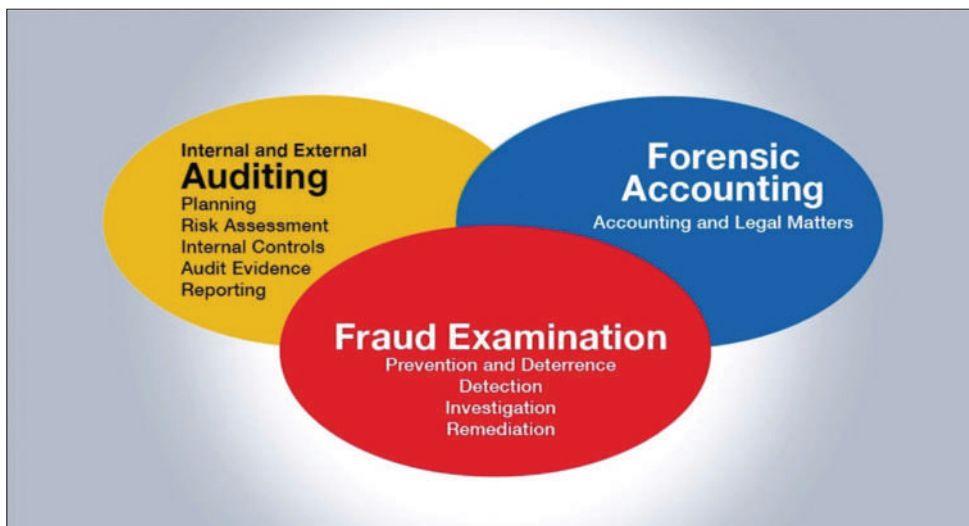 Internal and External
Auditing
Planning
Risk Assessment
Internal Controls
Audit Evidence
Reporting
Forensic
Accounting
Accounting and Legal Matters
Fraud Examination
Prevention and Deterrence
Detection
Investigation
Remediation